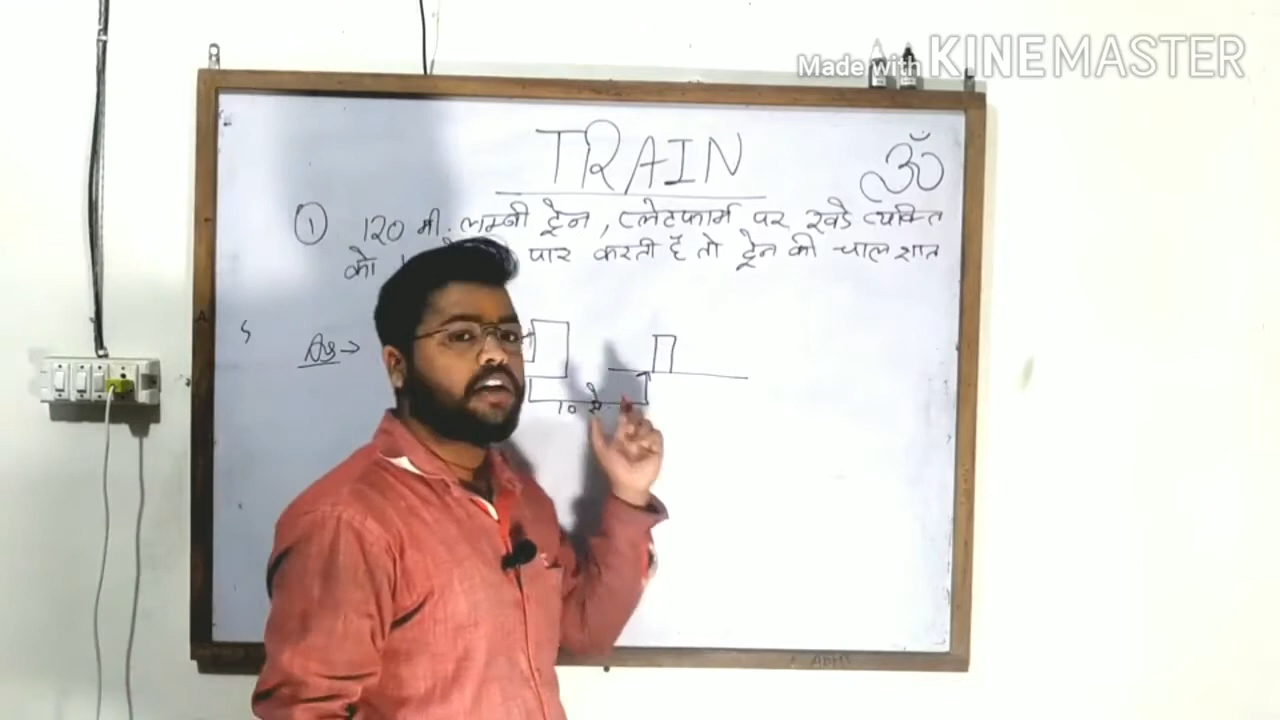 Made with KINEMASTER
TRAIN
ॐ
① 120 मी. लम्बी ट्रेन, प्लेटफार्म पर खडे व्यक्ति
को पार करती हैं तो ट्रेन की चाल ज्ञात
Ans →
10 से.